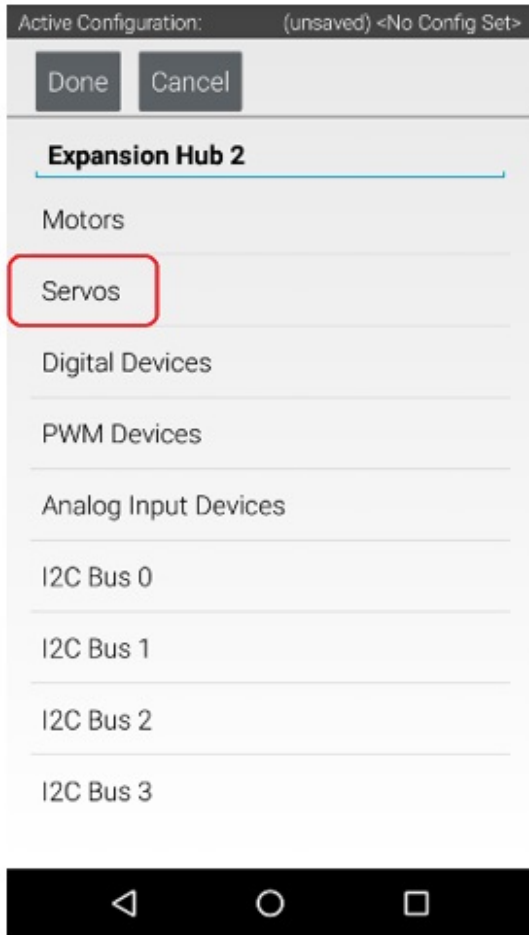 Active Configuration: (unsaved) <No Config Set>
Done Cancel
Expansion Hub 2
Motors
Servos
Digital Devices
PWM Devices
Analog Input Devices
I2C Bus 0
I2C Bus 1
I2C Bus 2
I2C Bus 3